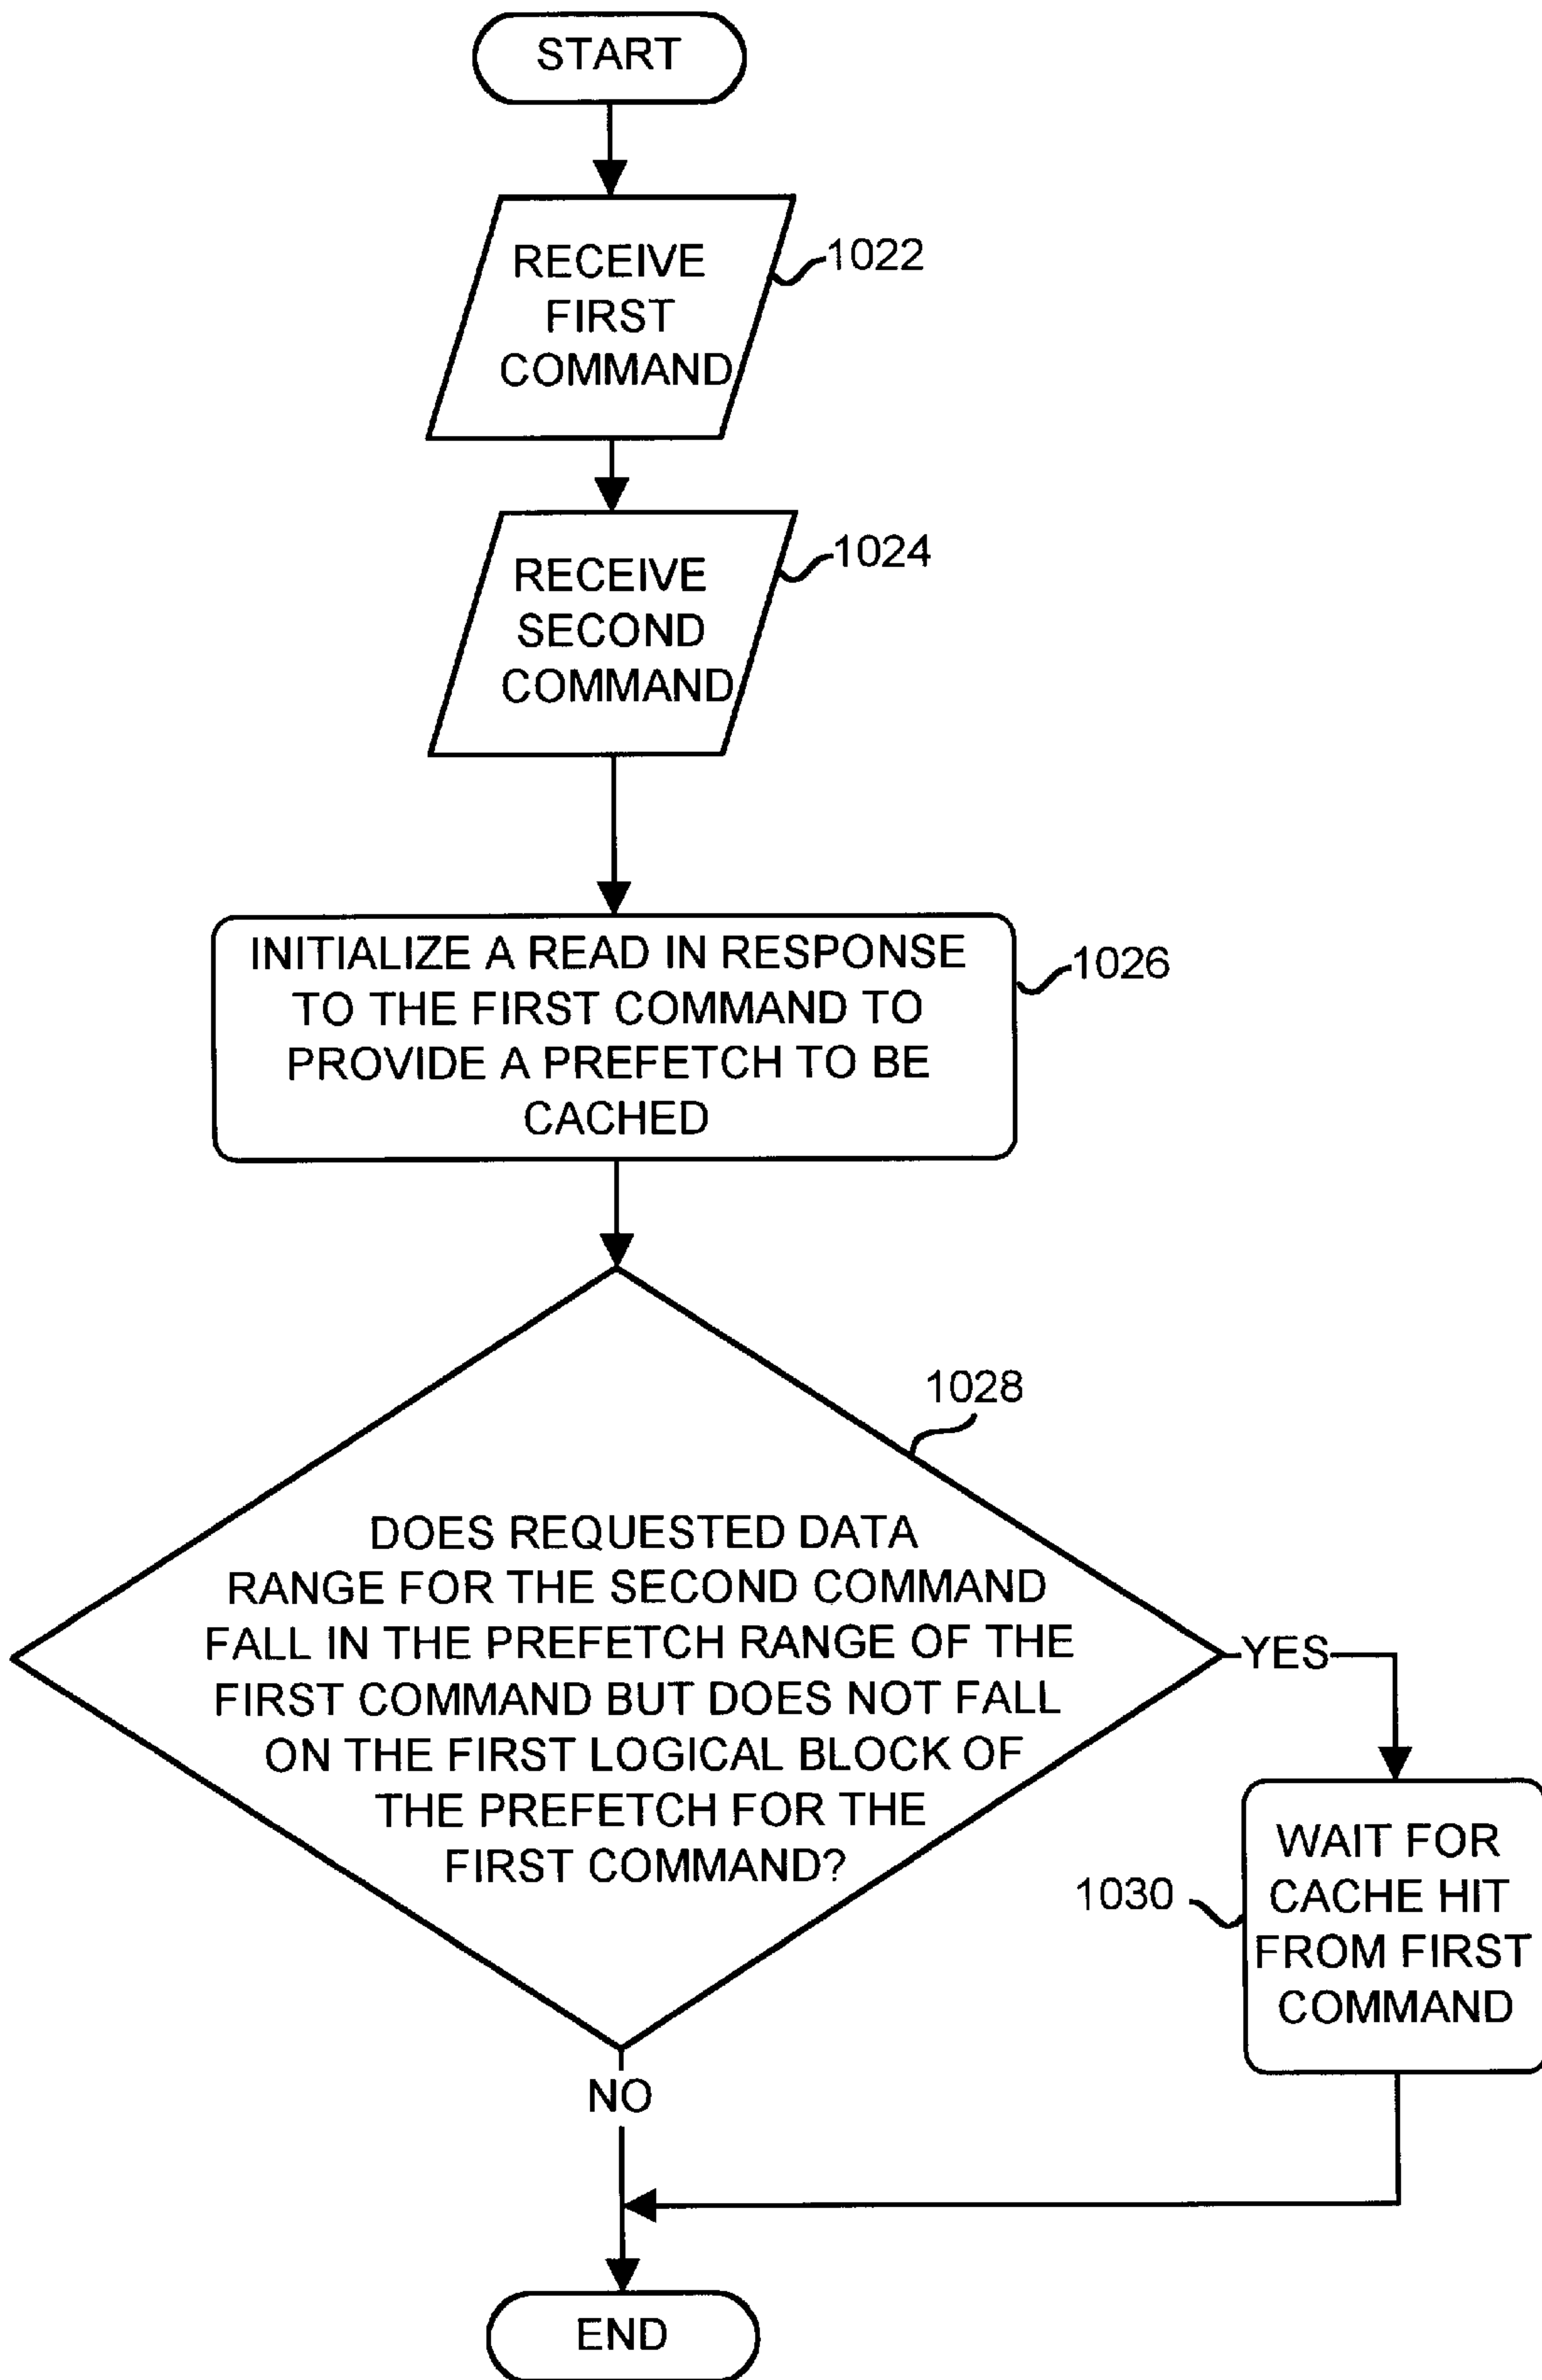 START
RECEIVE
FIRST
COMMAND
1022
RECEIVE
SECOND
COMMAND
1024
INITIALIZE A READ IN RESPONSE
TO THE FIRST COMMAND TO
PROVIDE A PREFETCH TO BE
CACHED
1026
1028
DOES REQUESTED DATA
RANGE FOR THE SECOND COMMAND
FALL IN THE PREFETCH RANGE OF THE
FIRST COMMAND BUT DOES NOT FALL
ON THE FIRST LOGICAL BLOCK OF
THE PREFETCH FOR THE
FIRST COMMAND?
YES
WAIT FOR
CACHE HIT
FROM FIRST
COMMAND
1030
NO
END